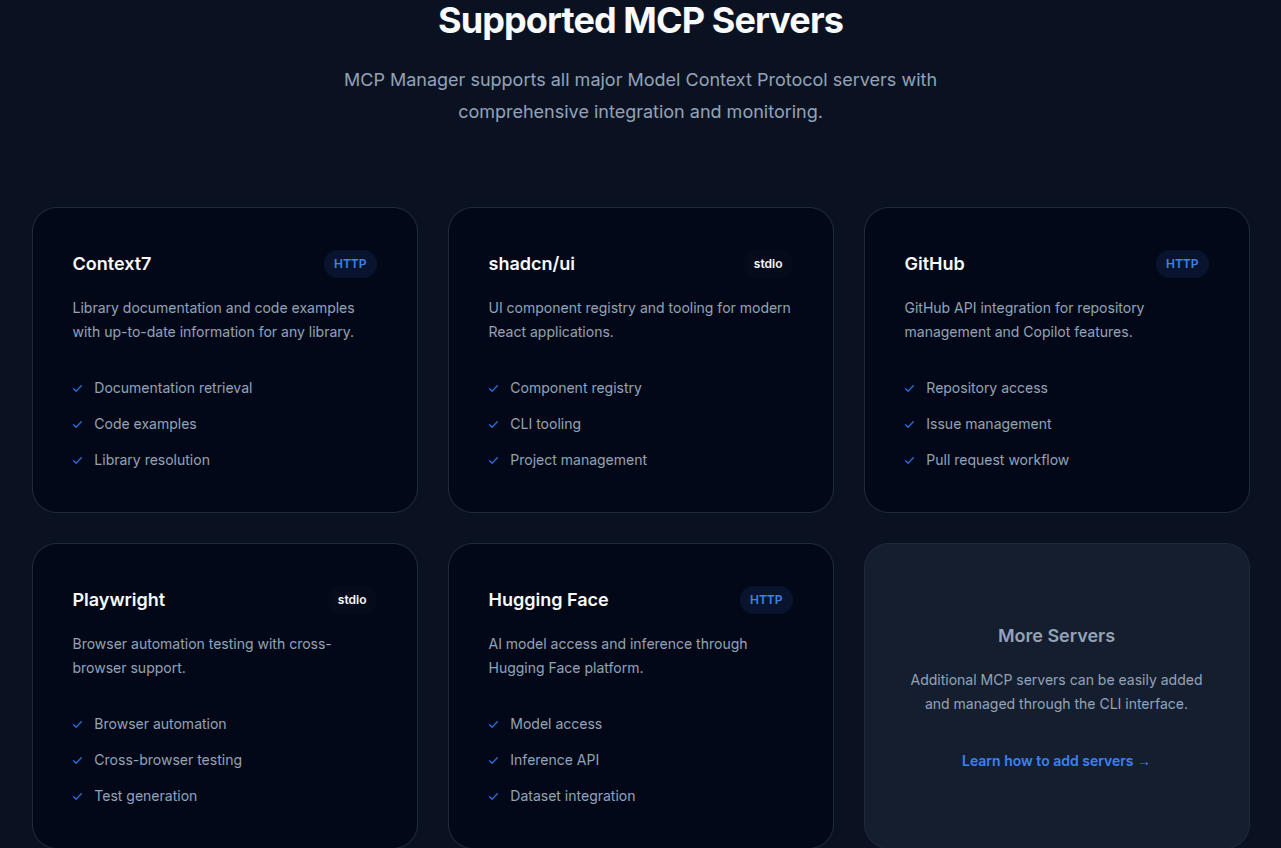 Supported MCP Servers
MCP Manager supports all major Model Context Protocol servers with
comprehensive integration and monitoring.
Context7
HTTP
Library documentation and code examples
with up-to-date information for any library.
Documentation retrieval
Code examples
Library resolution
shadcn/ui
stdio
UI component registry and tooling for modern
React applications.
Component registry
CLI tooling
Project management
GitHub
HTTP
GitHub API integration for repository
management and Copilot features.
Repository access
Issue management
Pull request workflow
Playwright
stdio
Browser automation testing with cross-
browser support.
Browser automation
Cross-browser testing
Test generation
Hugging Face
HTTP
AI model access and inference through
Hugging Face platform.
Model access
Inference API
Dataset integration
More Servers
Additional MCP servers can be easily added
and managed through the CLI interface.
Learn how to add servers →